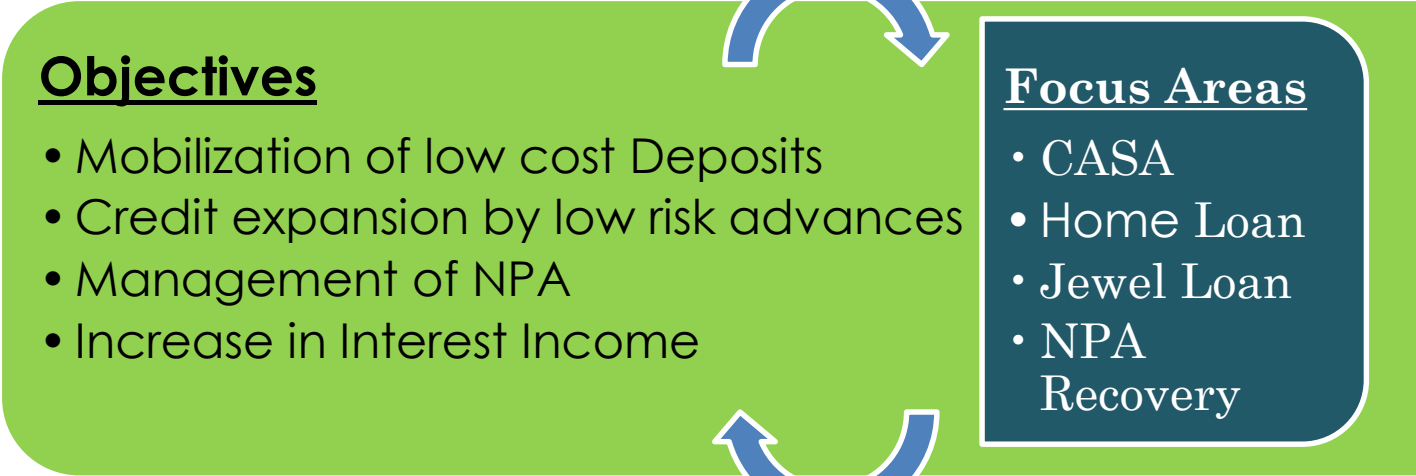 Objectives
• Mobilization of low cost Deposits
• Credit expansion by low risk advances
• Management of NPA
• Increase in Interest Income
Focus Areas
• CASA
• Home Loan
• Jewel Loan
• NPA
Recovery